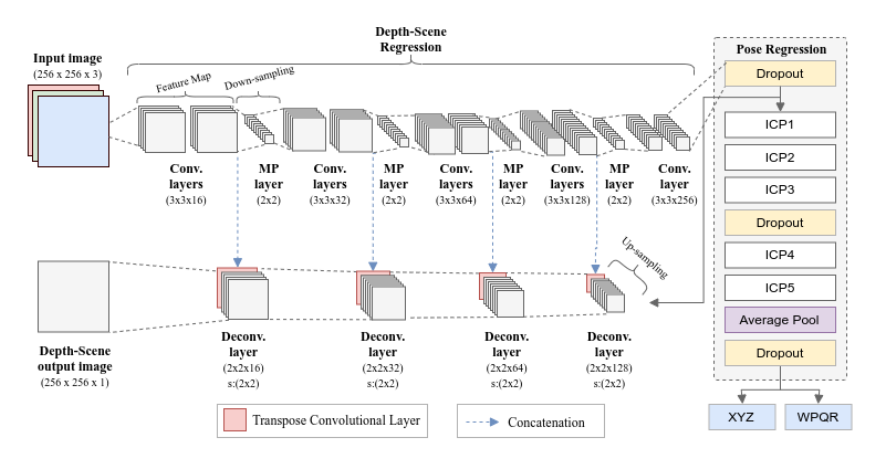 Depth-Scene
Regression
Input image
(256 x 256 x 3)
Feature Map
Down-sampling
Conv.
layers
(3x3x16)
MP
layer
(2x2)
Conv.
layers
(3x3x32)
MP
layer
(2x2)
Conv.
layers
(3x3x64)
MP
layer
(2x2)
Conv.
layers
(3x3x128)
MP
layer
(2x2)
Conv.
layer
(3x3x256)
Pose Regression
Dropout
ICP1
ICP2
ICP3
Dropout
ICP4
ICP5
Average Pool
Dropout
XYZ
WPQR
Up-sampling
Depth-Scene
output image
(256 x 256 x 1)
Deconv.
layer
(2x2x16)
s:(2x2)
Deconv.
layer
(2x2x32)
s:(2x2)
Deconv.
layer
(2x2x64)
s:(2x2)
Deconv.
layer
(2x2x128)
s:(2x2)
Transpose Convolutional Layer
Concatenation